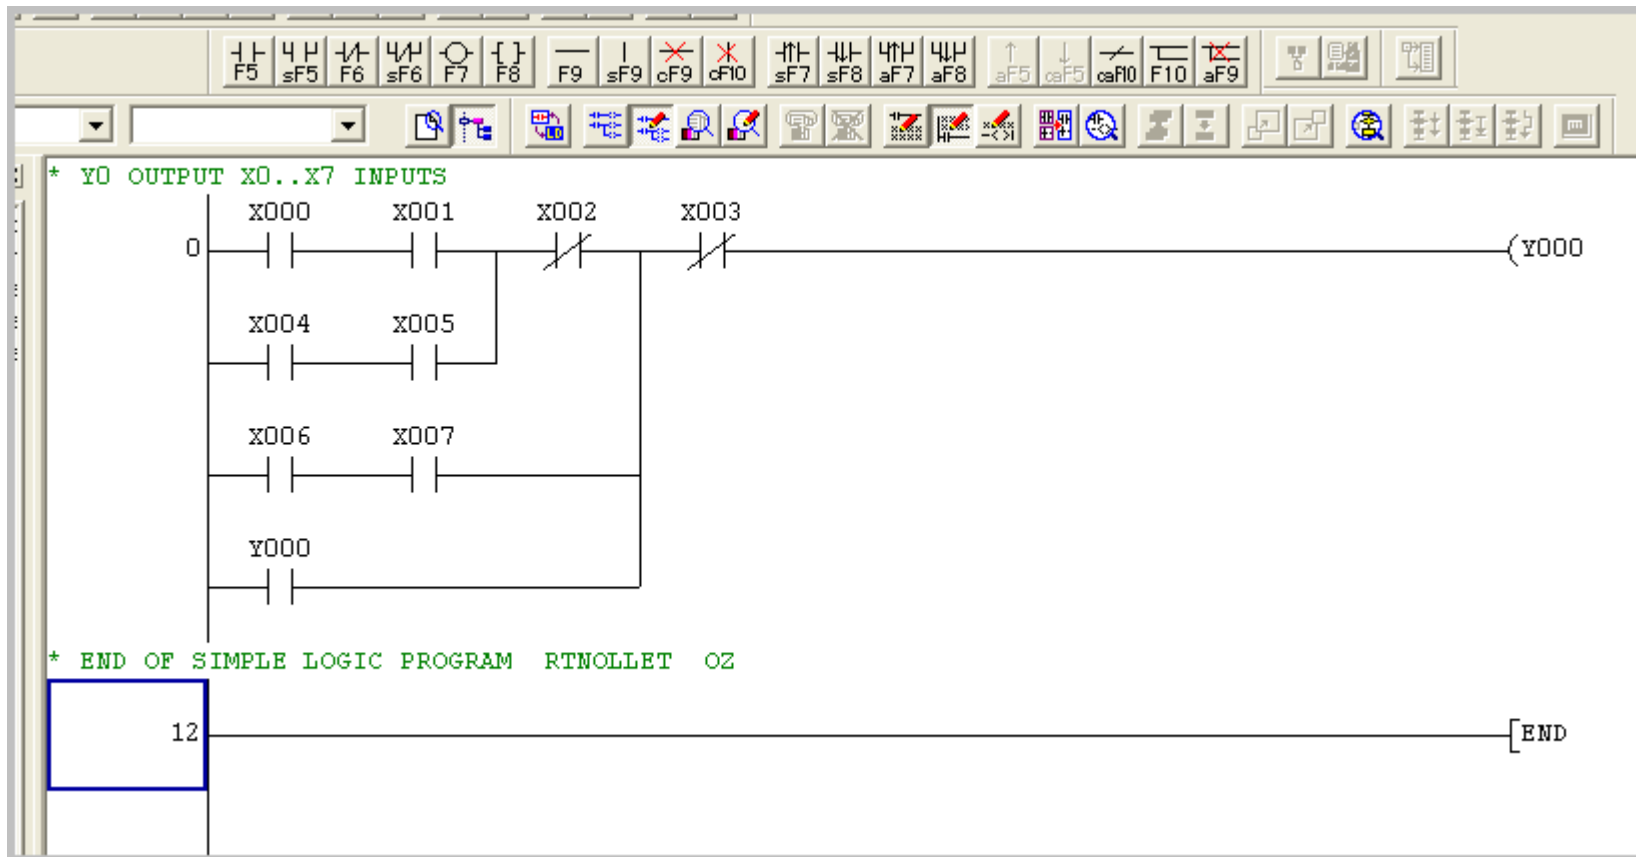 F5 sF5 F6 sF6 F7 F8 F9 sF9 cF9 cF10 sF7 sF8 aF7 aF8 aF5 caF5 caF10 F10 aF9
* Y0 OUTPUT X0..X7 INPUTS
X000 X001 X002 X003
0 Y000
X004 X005
X006 X007
Y000
* END OF SIMPLE LOGIC PROGRAM RTNOLLET OZ
12 END